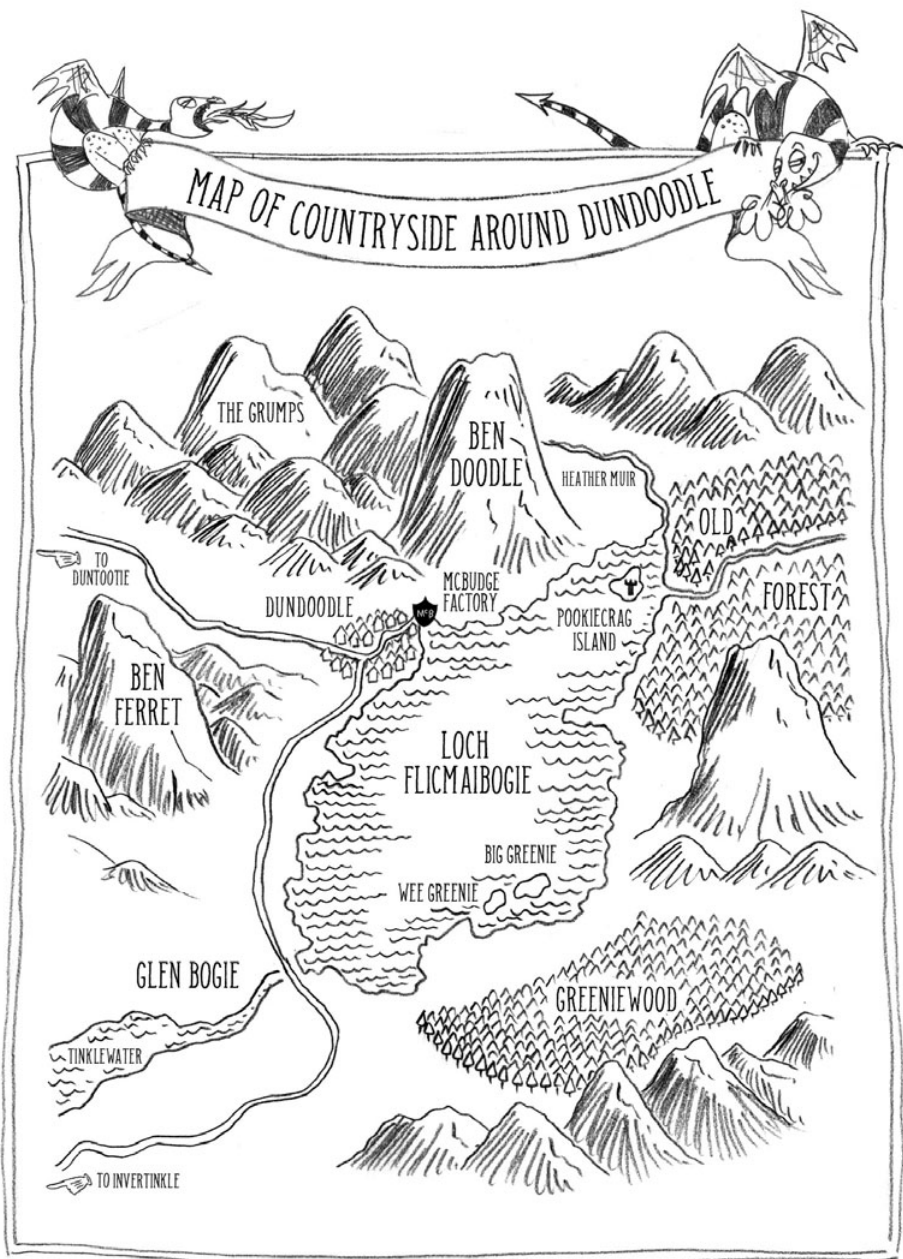 MAP OF COUNTRYSIDE AROUND DUNDOODLE
THE GRUMPS
BEN
DOODLE
HEATHER MUIR
OLD
FOREST
TO
DUNTOOTIE
DUNDOODLE
MCBUDGE
FACTORY
McB
POOKIECRAG
ISLAND
BEN
FERRET
LOCH
FLICMAIBOGIE
BIG GREENIE
WEE GREENIE
GLEN BOGIE
GREENIEWOOD
TINKLEWATER
TO INVERTINKLE